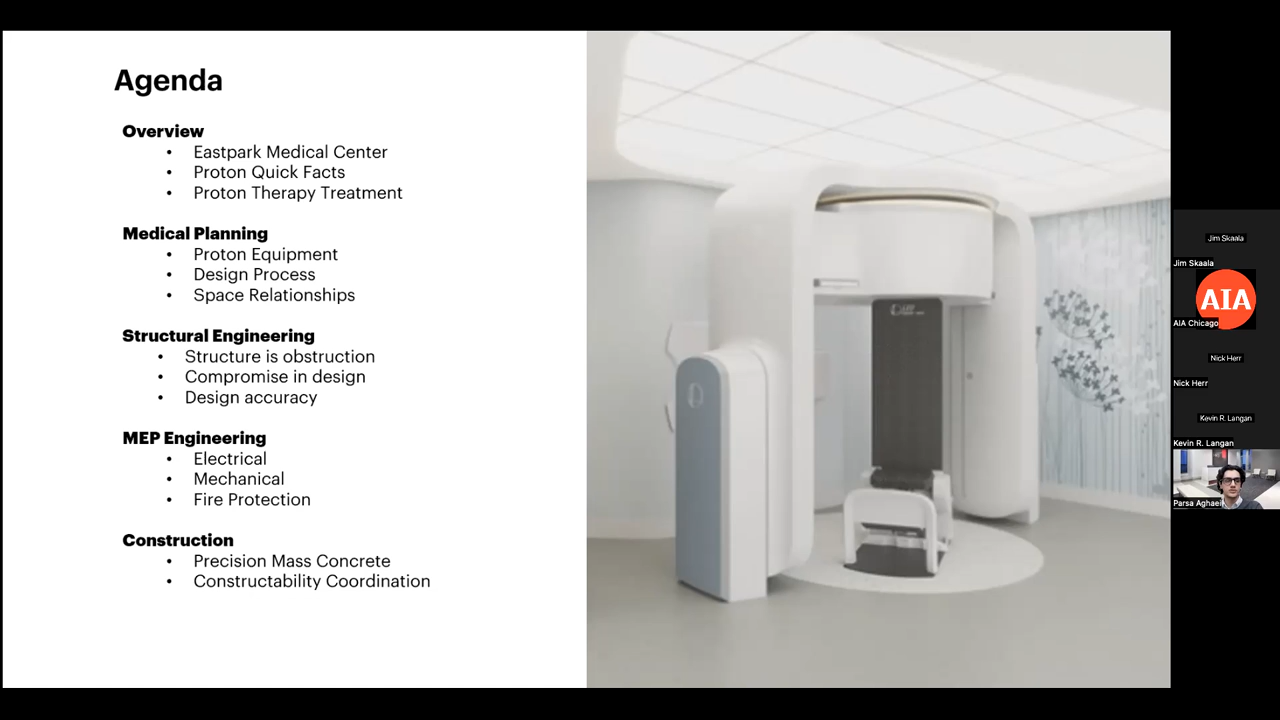 Agenda
Overview
• Eastpark Medical Center
• Proton Quick Facts
• Proton Therapy Treatment
Medical Planning
• Proton Equipment
• Design Process
• Space Relationships
Structural Engineering
• Structure is obstruction
• Compromise in design
• Design accuracy
MEP Engineering
• Electrical
• Mechanical
• Fire Protection
Construction
• Precision Mass Concrete
• Constructability Coordination
Jim Skaala
Jim Skaala
AIA
AIA Chicago
Nick Herr
Nick Herr
Kevin R. Langan
Kevin R. Langan
Parsa Aghaei